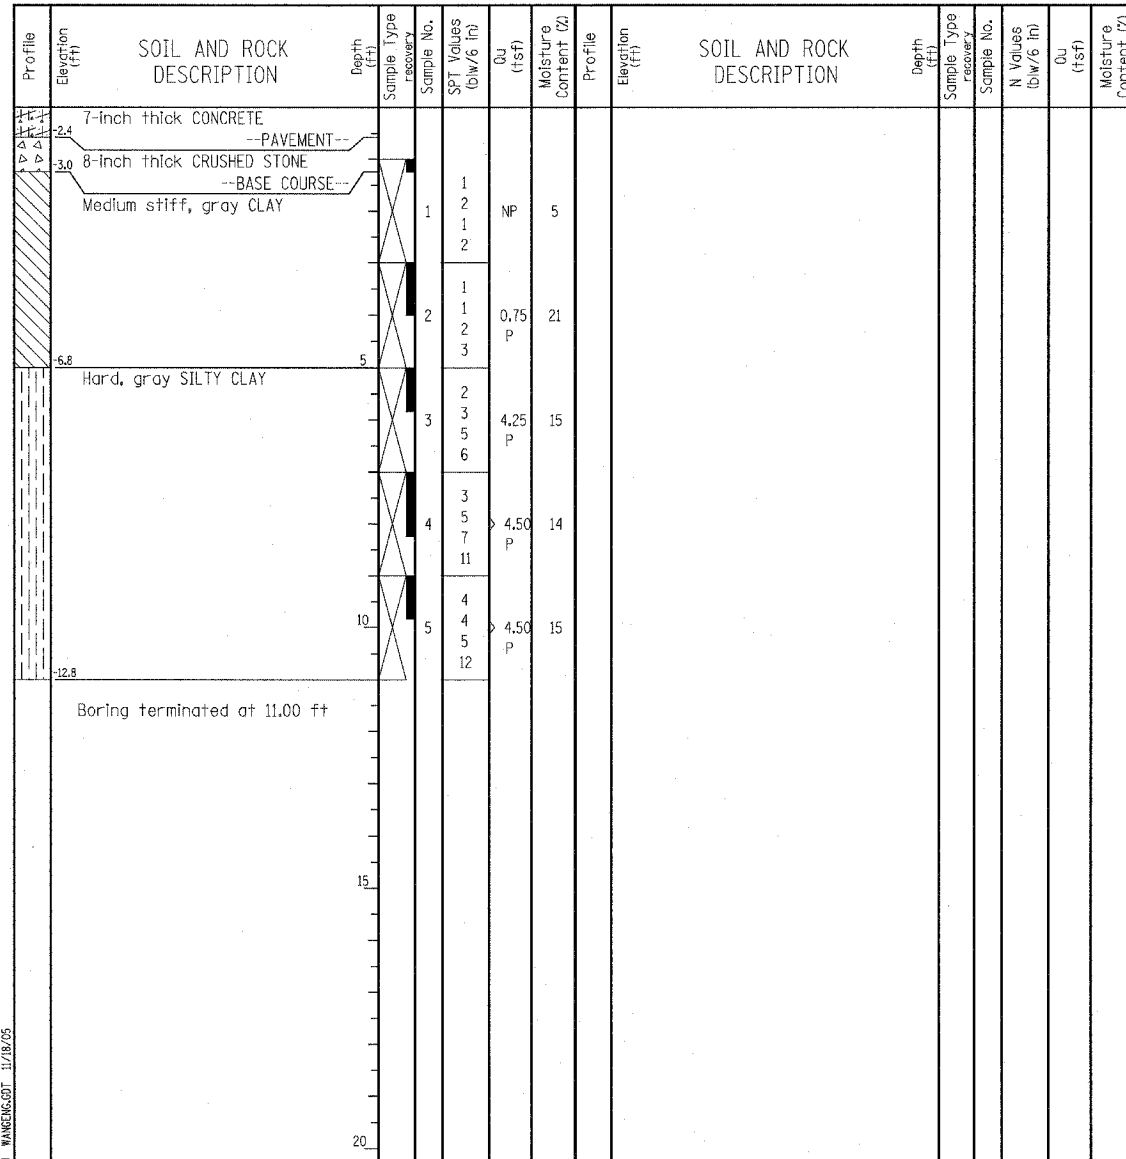 Profile
Elevation
(ft)
SOIL AND ROCK
DESCRIPTION
Depth
(ft)
Sample Type
recovery
Sample No.
SPT Values
(blw/6 in)
Qu
(tsf)
Moisture
Content (%)
Profile
Elevation
(ft)
SOIL AND ROCK
DESCRIPTION
Depth
(ft)
Sample Type
recovery
Sample No.
N Values
(blw/6 in)
Qu
(tsf)
Moisture
Content (%)
7-inch thick CONCRETE
-2.4
--PAVEMENT--
-3.0 8-inch thick CRUSHED STONE
--BASE COURSE--
Medium stiff, gray CLAY
1
1
2
1
2
NP
5
2
1
1
2
3
0.75
P
21
-6.8
5
Hard, gray SILTY CLAY
3
2
3
5
6
4.25
P
15
4
3
5
7
11
> 4.50
P
14
10
5
4
4
5
12
> 4.50
P
15
-12.8
Boring terminated at 11.00 ft
15
20
WANGENG.GDT 11/18/05